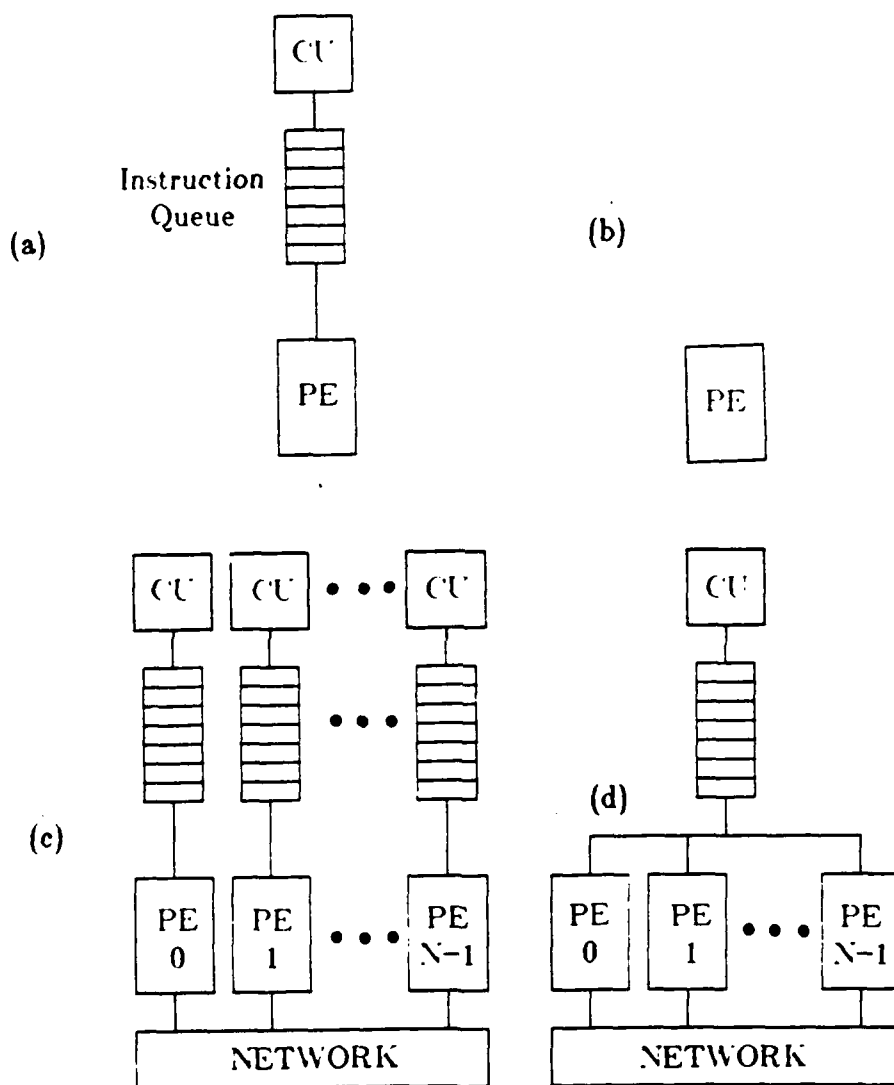 CU
Instruction
Queue
(a)
(b)
PE
PE
CU CU CU
CU
(d)
(c)
PE 0
PE 1
PE N-1
PE 0
PE 1
PE N-1
NETWORK
NETWORK